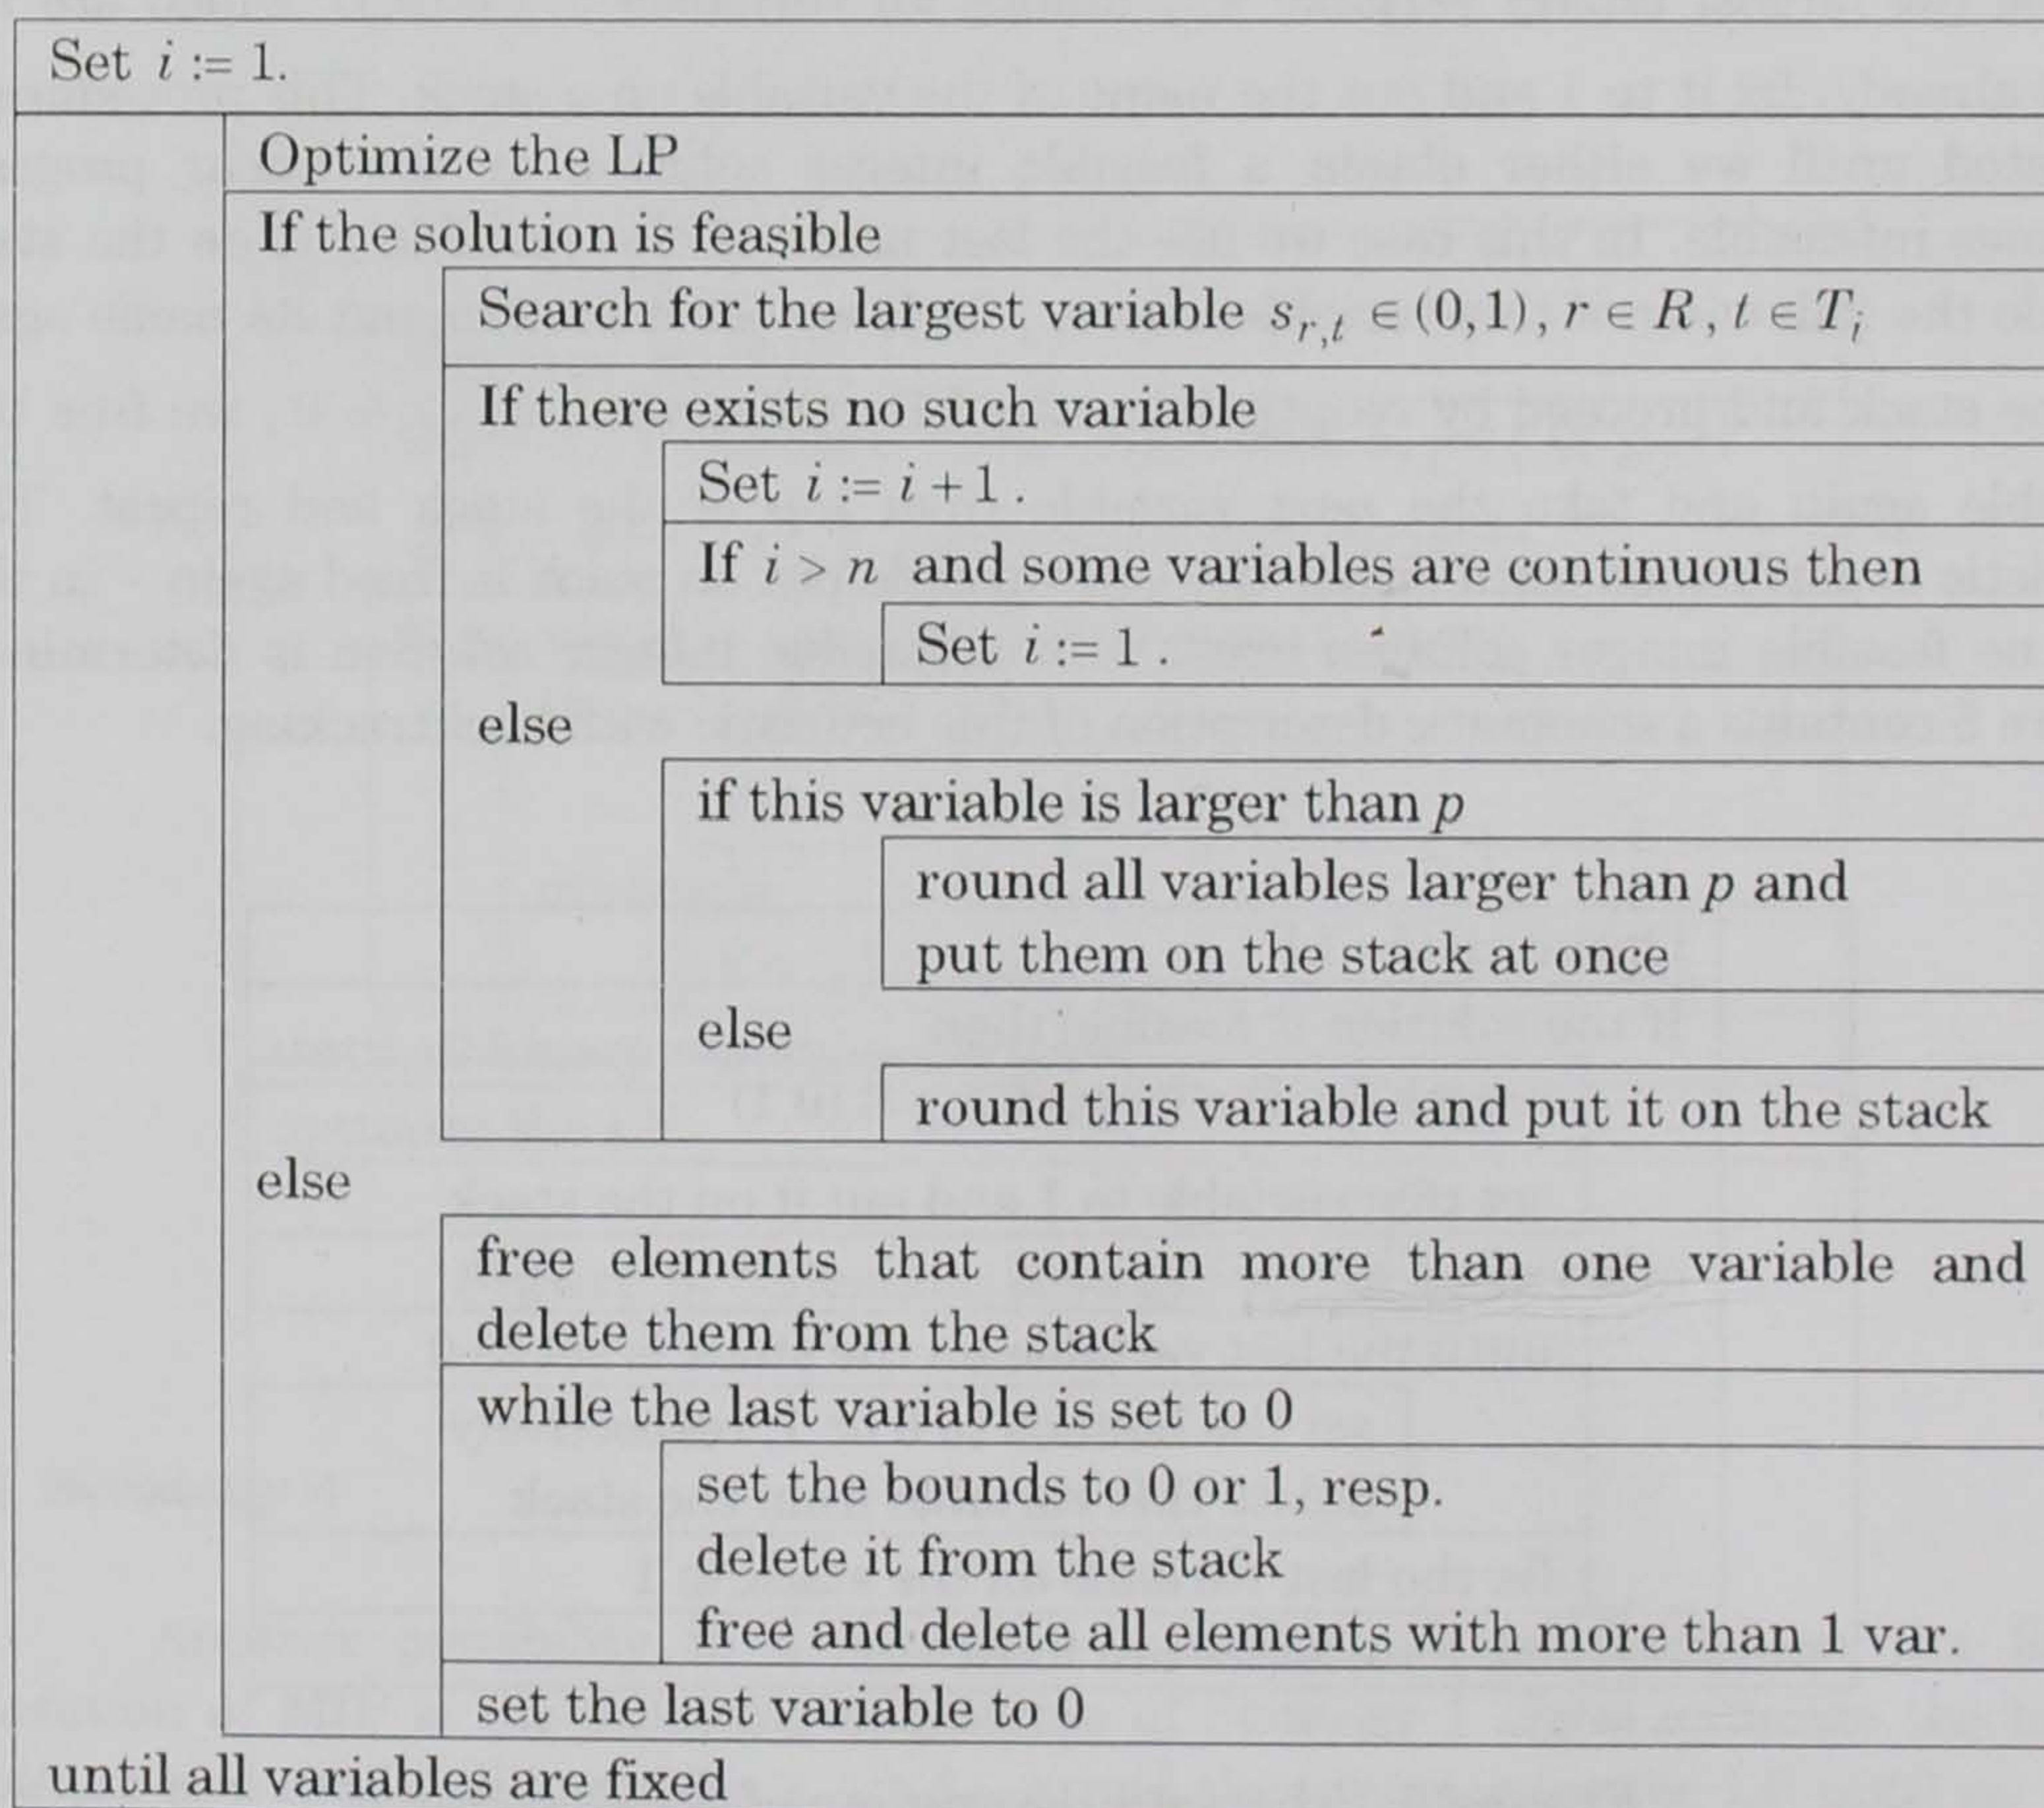 Set i := 1.
Optimize the LP
If the solution is feasible
Search for the largest variable s_{r,t} ∈ (0,1), r ∈ R, t ∈ T_i
If there exists no such variable
Set i := i + 1.
If i > n and some variables are continuous then
Set i := 1.
else
if this variable is larger than p
round all variables larger than p and
put them on the stack at once
else
round this variable and put it on the stack
else
free elements that contain more than one variable and
delete them from the stack
while the last variable is set to 0
set the bounds to 0 or 1, resp.
delete it from the stack
free and delete all elements with more than 1 var.
set the last variable to 0
until all variables are fixed